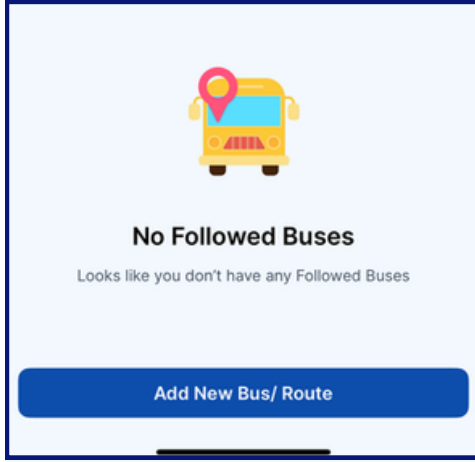 No Followed Buses
Looks like you don't have any Followed Buses
Add New Bus/ Route